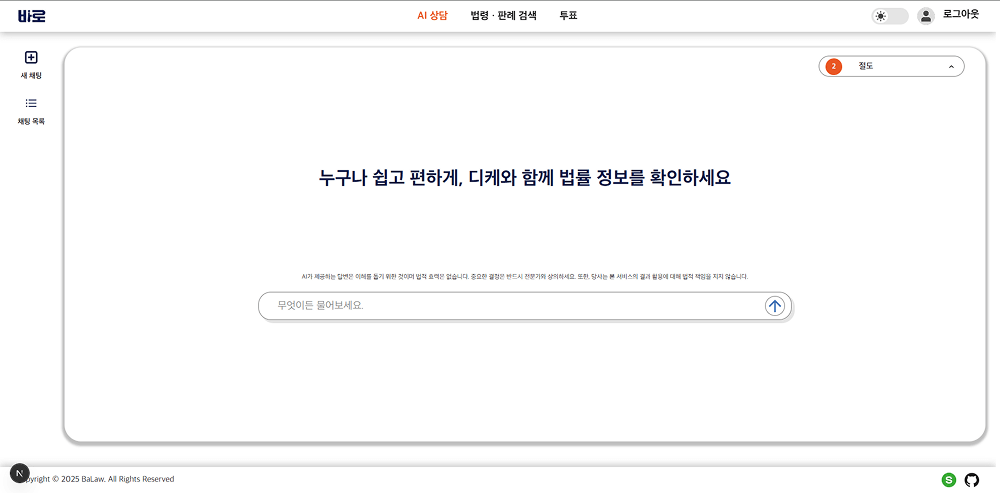 바로
AI 상담 법령 · 판례 검색 투표
로그아웃
새 채팅
채팅 목록
2 절도
누구나 쉽고 편하게, 디케와 함께 법률 정보를 확인하세요
AI가 제공하는 답변은 이해를 돕기 위한 것이며 법적 효력은 없습니다. 중요한 결정은 반드시 전문가와 상의하세요. 또한, 당사는 본 서비스의 결과 활용에 대해 법적 책임을 지지 않습니다.
무엇이든 물어보세요.
N
opyright © 2025 BaLaw. All Rights Reserved
S